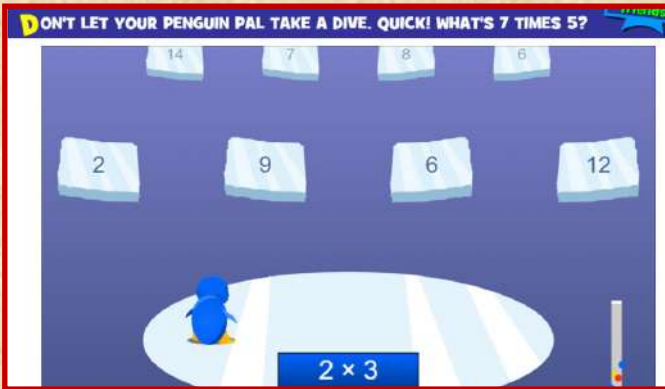 DON'T LET YOUR PENGUIN PAL TAKE A DIVE. QUICK! WHAT'S 7 TIMES 5?
14 7 8 6
2 9 6 12
2 × 3